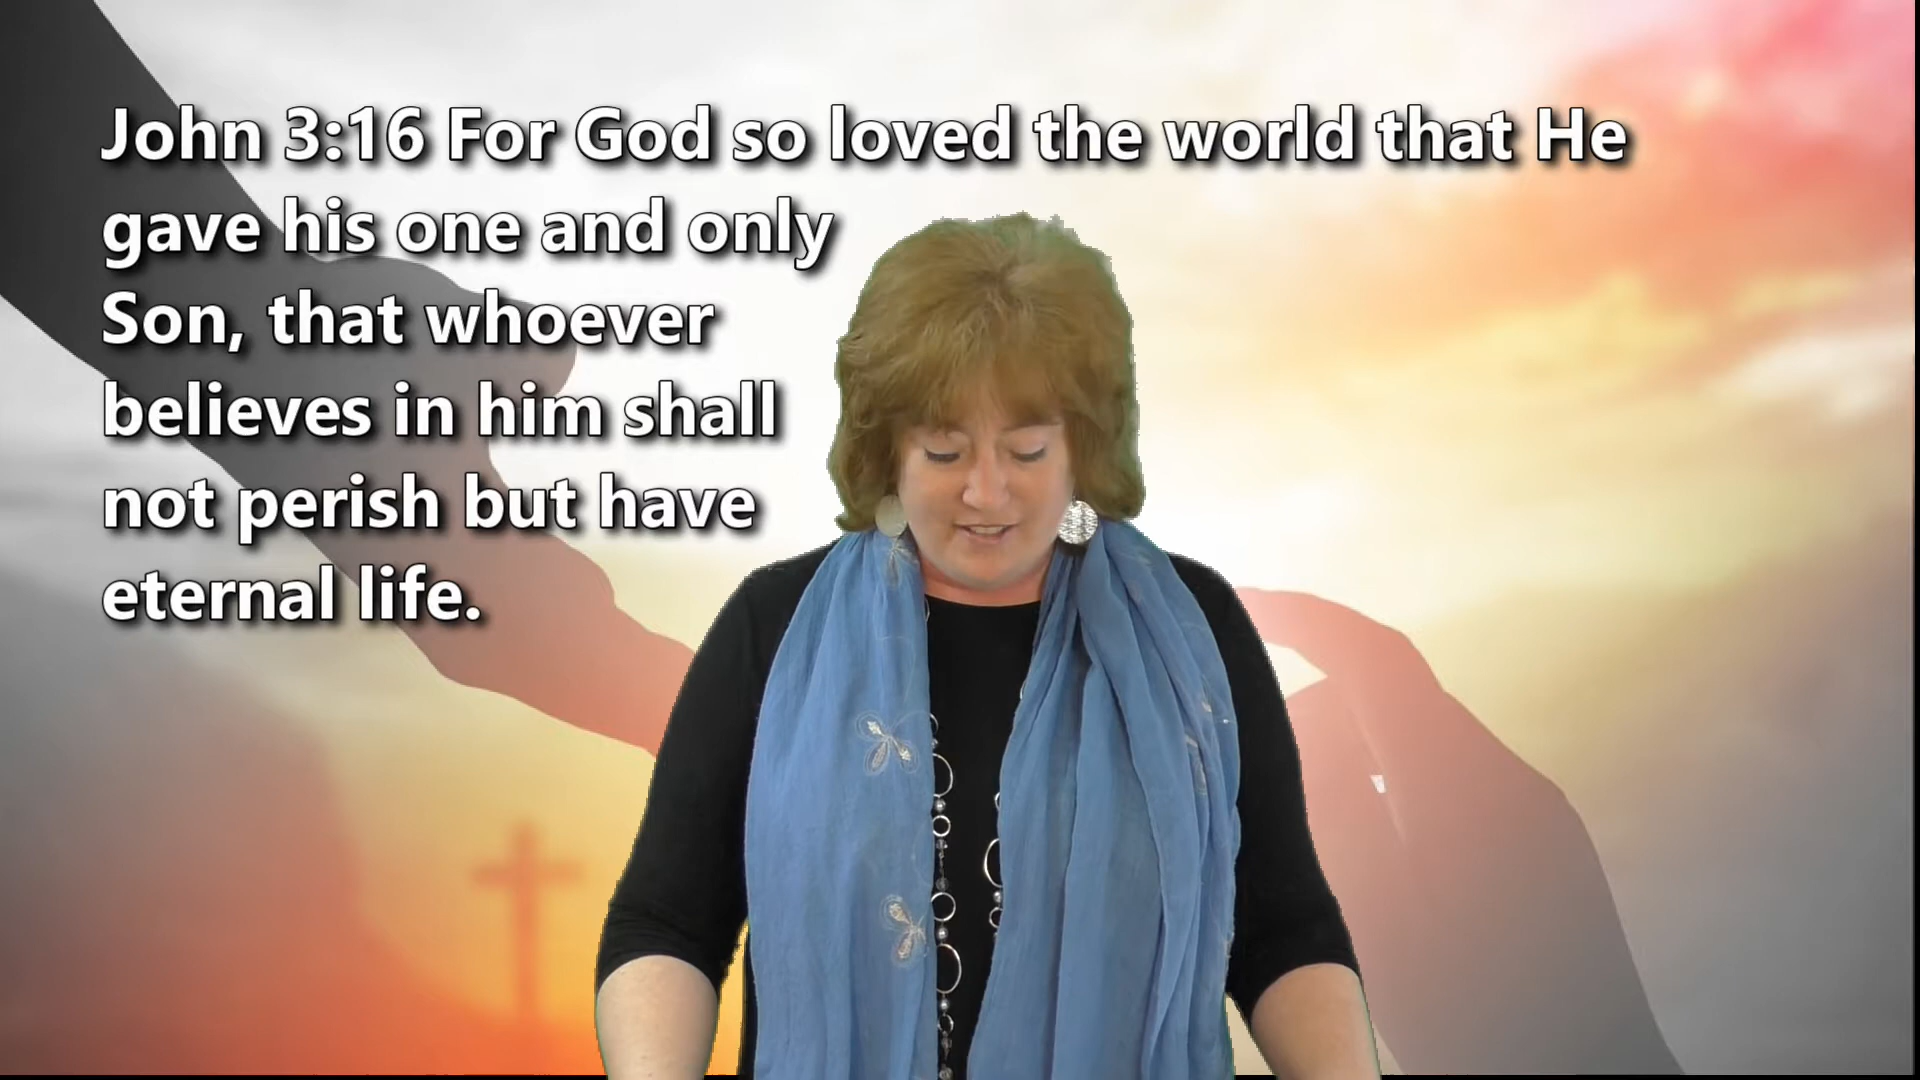 John 3:16 For God so loved the world that He
gave his one and only
Son, that whoever
believes in him shall
not perish but have
eternal life.